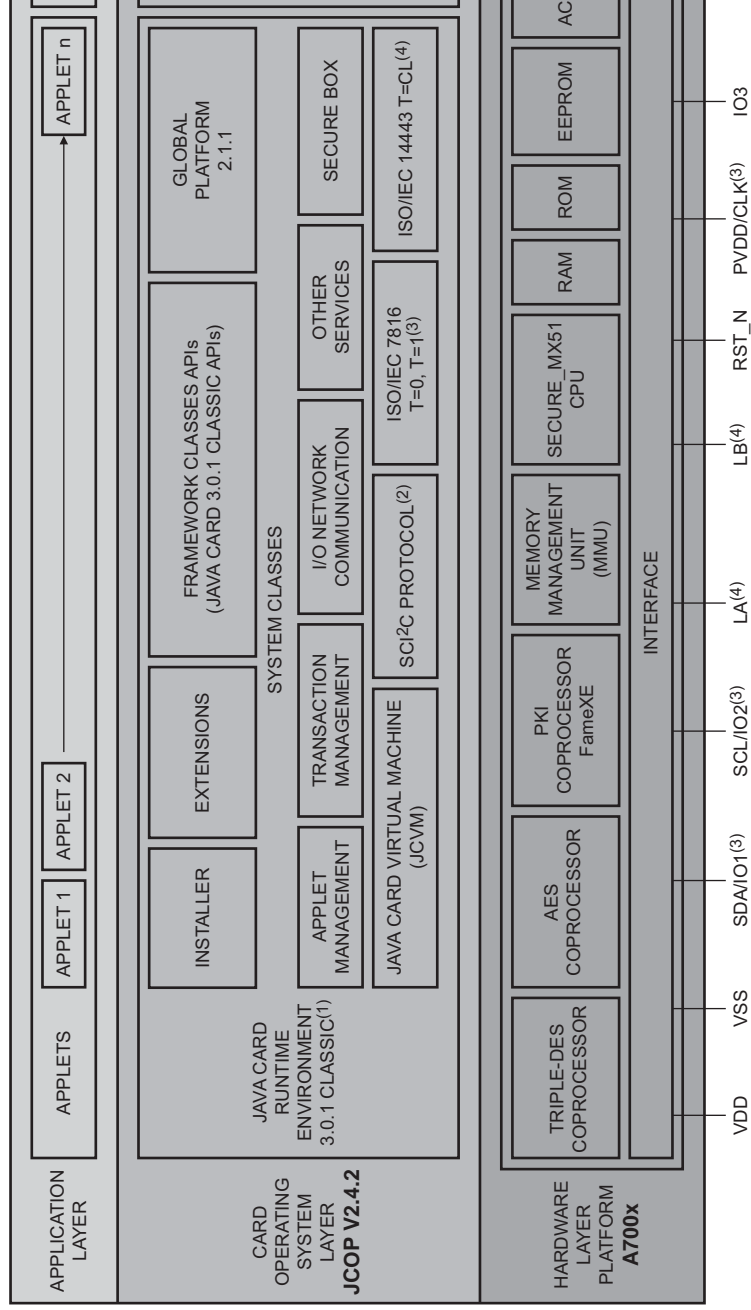 APPLICATION
LAYER
APPLETS
APPLET 1
APPLET 2
APPLET n
CARD
OPERATING
SYSTEM
LAYER
JCOP V2.4.2
JAVA CARD
RUNTIME
ENVIRONMENT
3.0.1 CLASSIC(1)
INSTALLER
EXTENSIONS
FRAMEWORK CLASSES APIs
(JAVA CARD 3.0.1 CLASSIC APIs)
GLOBAL
PLATFORM
2.1.1
SYSTEM CLASSES
APPLET
MANAGEMENT
TRANSACTION
MANAGEMENT
I/O NETWORK
COMMUNICATION
OTHER
SERVICES
SECURE BOX
JAVA CARD VIRTUAL MACHINE
(JCVM)
SCI²C PROTOCOL(2)
ISO/IEC 7816
T=0, T=1(3)
ISO/IEC 14443 T=CL(4)
HARDWARE
LAYER
PLATFORM
A700x
TRIPLE-DES
COPROCESSOR
AES
COPROCESSOR
PKI
COPROCESSOR
FameXE
MEMORY
MANAGEMENT
UNIT
(MMU)
SECURE_MX51
CPU
RAM
ROM
EEPROM
AC
INTERFACE
VDD
VSS
SDA/IO1(3)
SCL/IO2(3)
LA(4)
LB(4)
RST_N
PVDD/CLK(3)
IO3